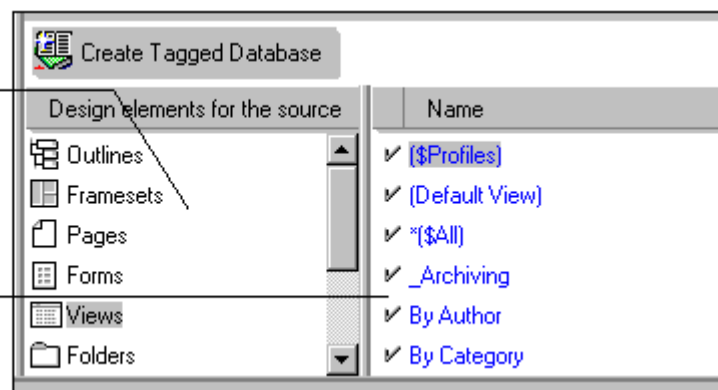 Create Tagged Database
Design elements for the source
Name
Outlines
Framesets
Pages
Forms
Views
Folders
($Profiles)
(Default View)
*($All)
_Archiving
By Author
By Category